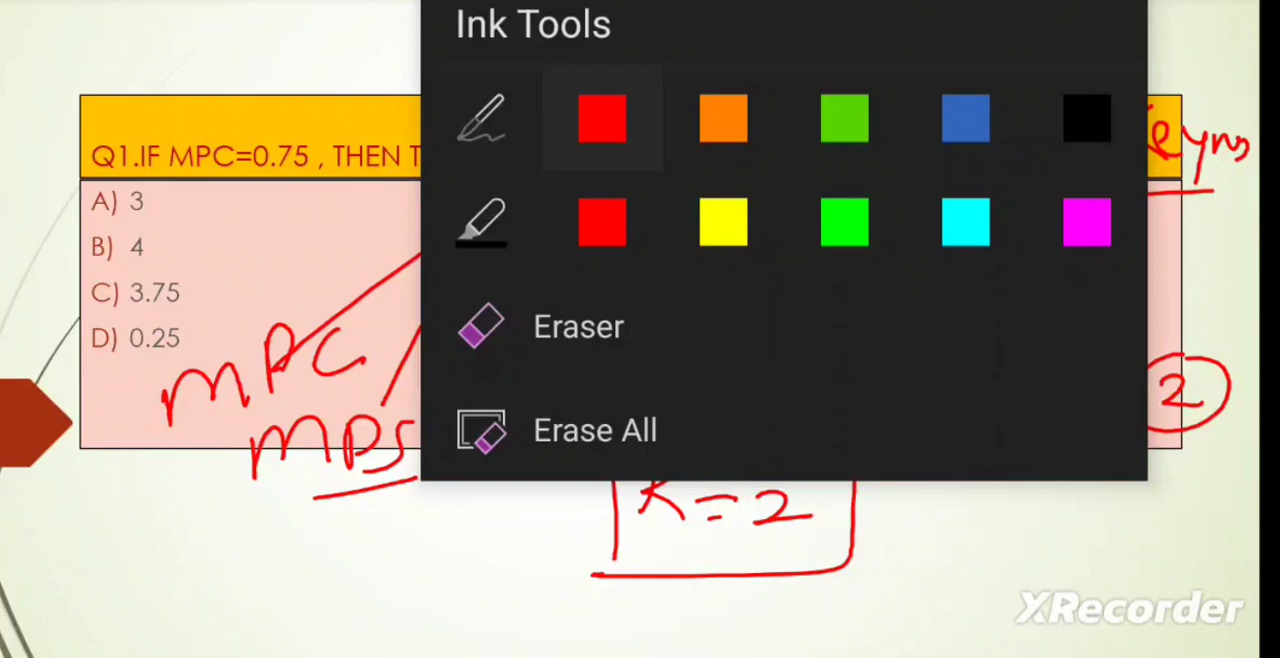 Ink Tools
Q1.IF MPC=0.75 , THEN T
eyns
A) 3
B) 4
C) 3.75
D) 0.25
Eraser
MPC
2
MPS
Erase All
K=2
XRecorder